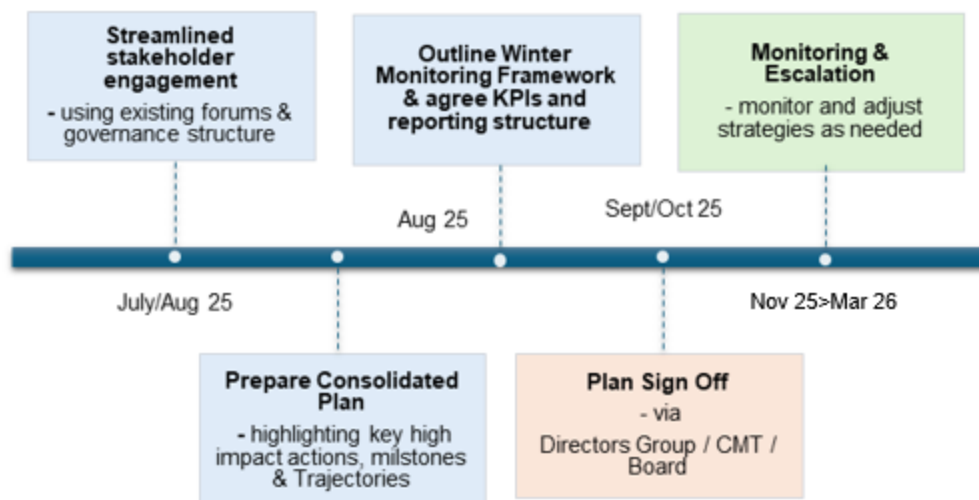 Streamlined
stakeholder
engagement
- using existing forums &
governance structure
Outline Winter
Monitoring Framework
& agree KPIs and
reporting structure
Monitoring &
Escalation
- monitor and adjust
strategies as needed
Aug 25
Sept/Oct 25
July/Aug 25
Nov 25>Mar 26
Prepare Consolidated
Plan
- highlighting key high
impact actions, milstones
& Trajectories
Plan Sign Off
- via
Directors Group / CMT /
Board